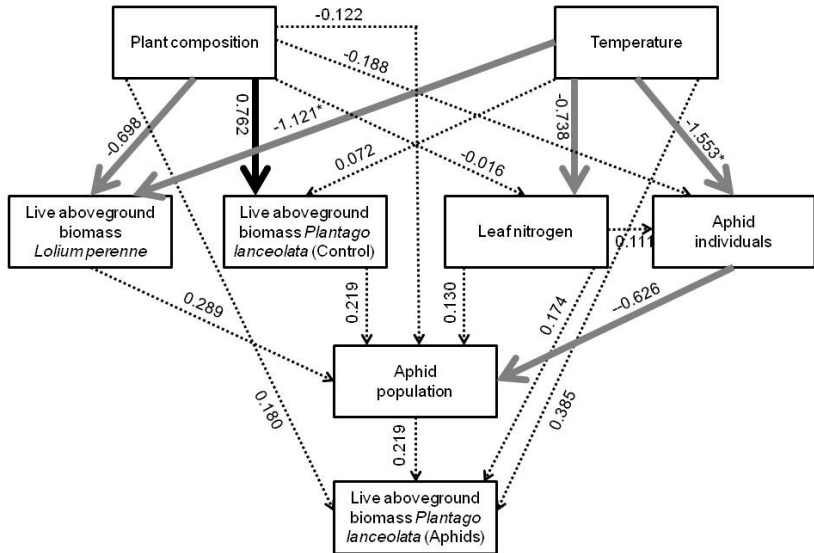 -0.122
Plant composition
Temperature
-0.188
-0.698
0.762
-1.121*
-0.738
-1.553*
0.072
-0.016
Live aboveground
biomass
Lolium perenne
Live aboveground
biomass Plantago
lanceolata (Control)
Leaf nitrogen
0.111
Aphid
individuals
0.289
0.219
0.130
0.174
–0.626
Aphid
population
0.180
0.385
0.219
Live aboveground
biomass Plantago
lanceolata (Aphids)